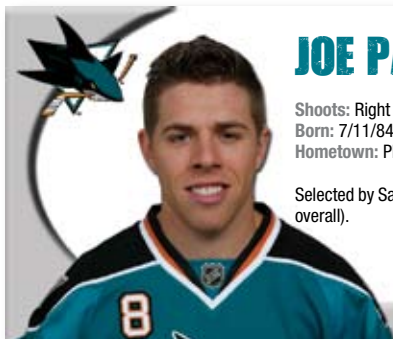 JOE PA
Shoots: Right
Born: 7/11/84
Hometown: P
Selected by Sa
overall).
8